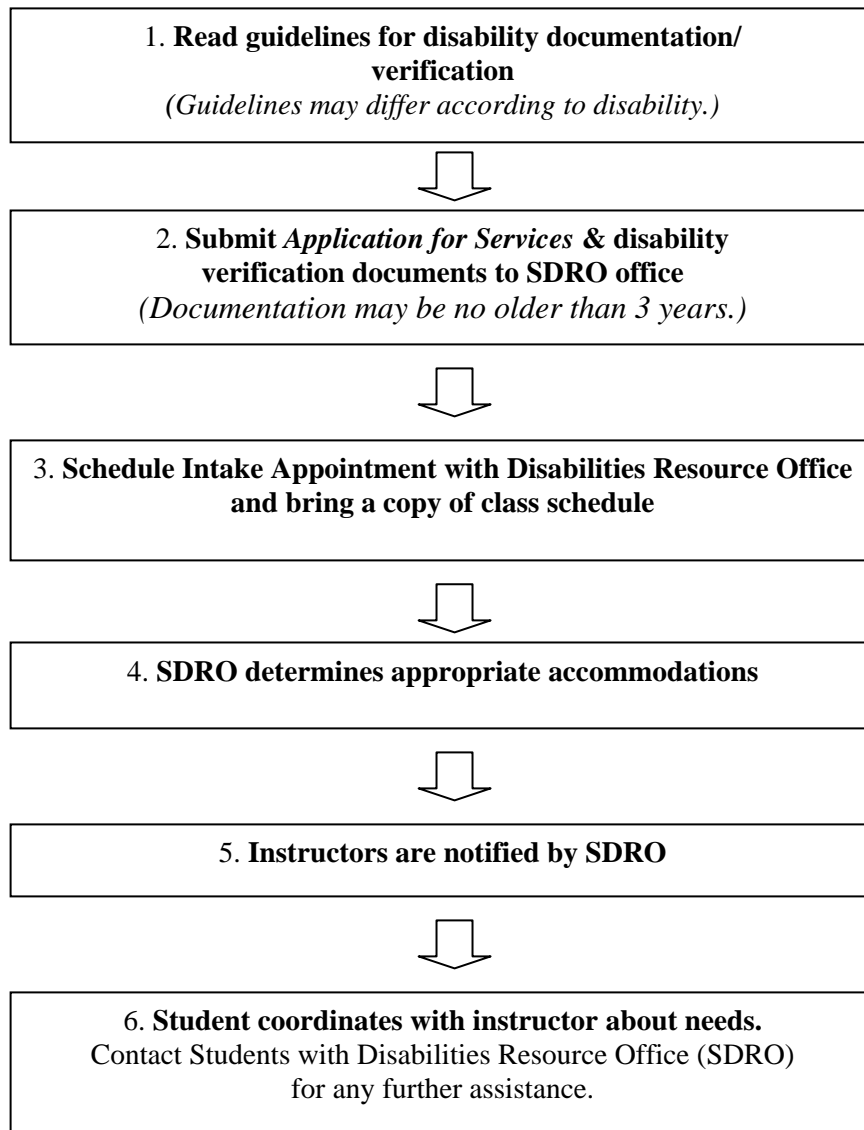 1. Read guidelines for disability documentation/
verification
(Guidelines may differ according to disability.)
2. Submit Application for Services & disability
verification documents to SDRO office
(Documentation may be no older than 3 years.)
3. Schedule Intake Appointment with Disabilities Resource Office
and bring a copy of class schedule
4. SDRO determines appropriate accommodations
5. Instructors are notified by SDRO
6. Student coordinates with instructor about needs.
Contact Students with Disabilities Resource Office (SDRO)
for any further assistance.